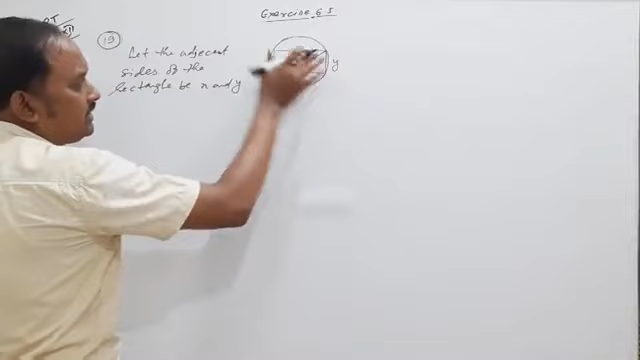 Exercise 6.5
19
Let the adjacent
sides of the
rectangle be x and y
y